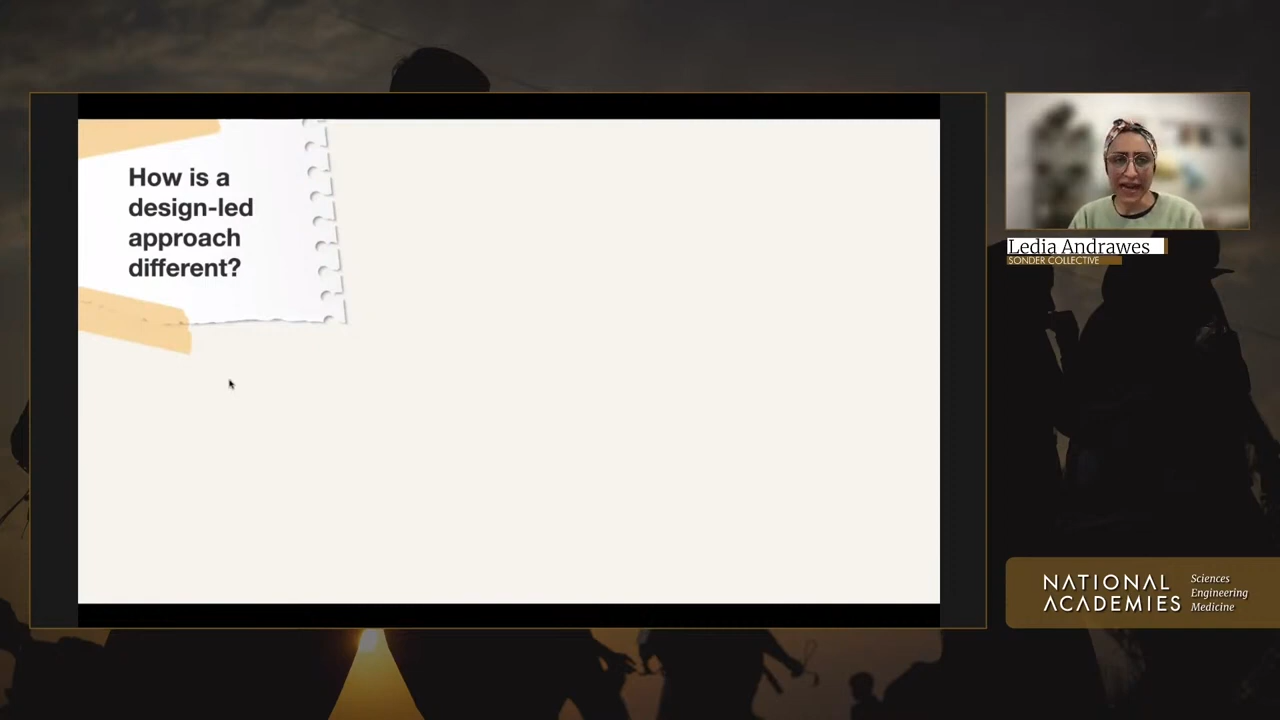 How is a
design-led
approach
different?
Ledia Andrawes
SONDER COLLECTIVE
NATIONAL
ACADEMIES
Sciences
Engineering
Medicine